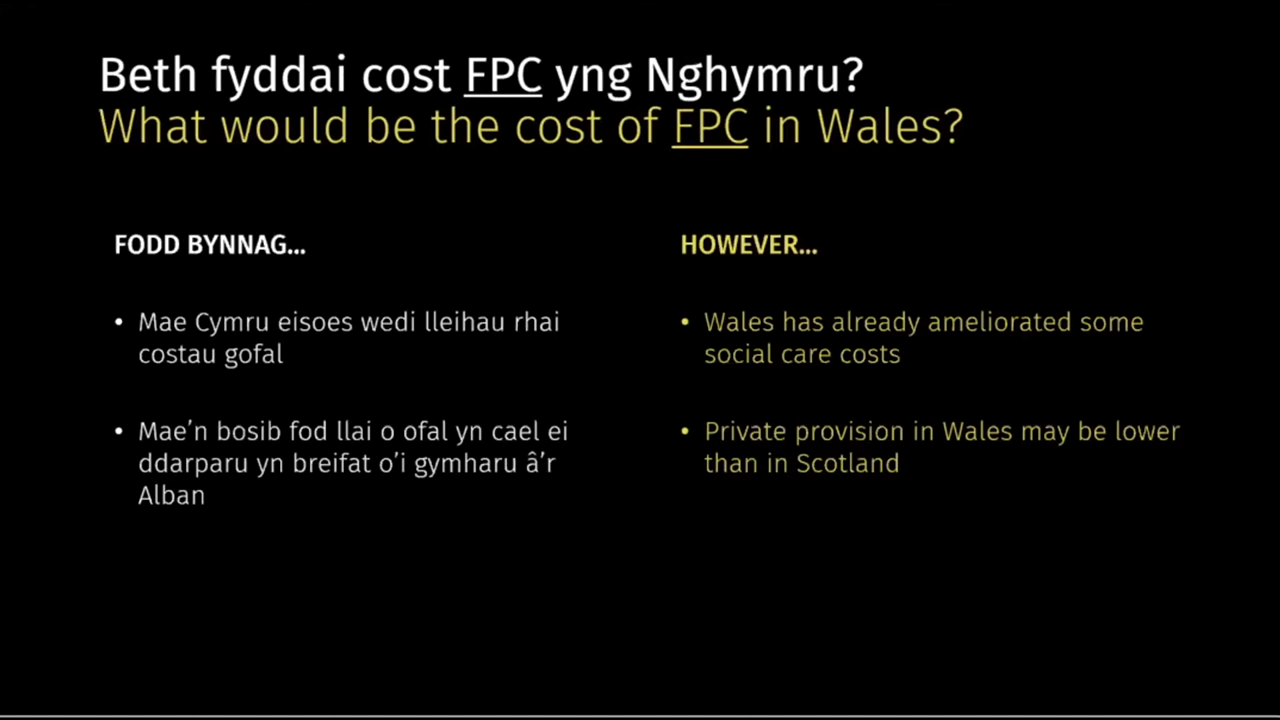 Beth fyddai cost FPC yng Nghymru?
What would be the cost of FPC in Wales?
FODD BYNNAG...
• Mae Cymru eisoes wedi lleihau rhai
costau gofal
• Mae’n bosib fod llai o ofal yn cael ei
ddarparu yn breifat o’i gymharu â’r
Alban
HOWEVER...
• Wales has already ameliorated some
social care costs
• Private provision in Wales may be lower
than in Scotland